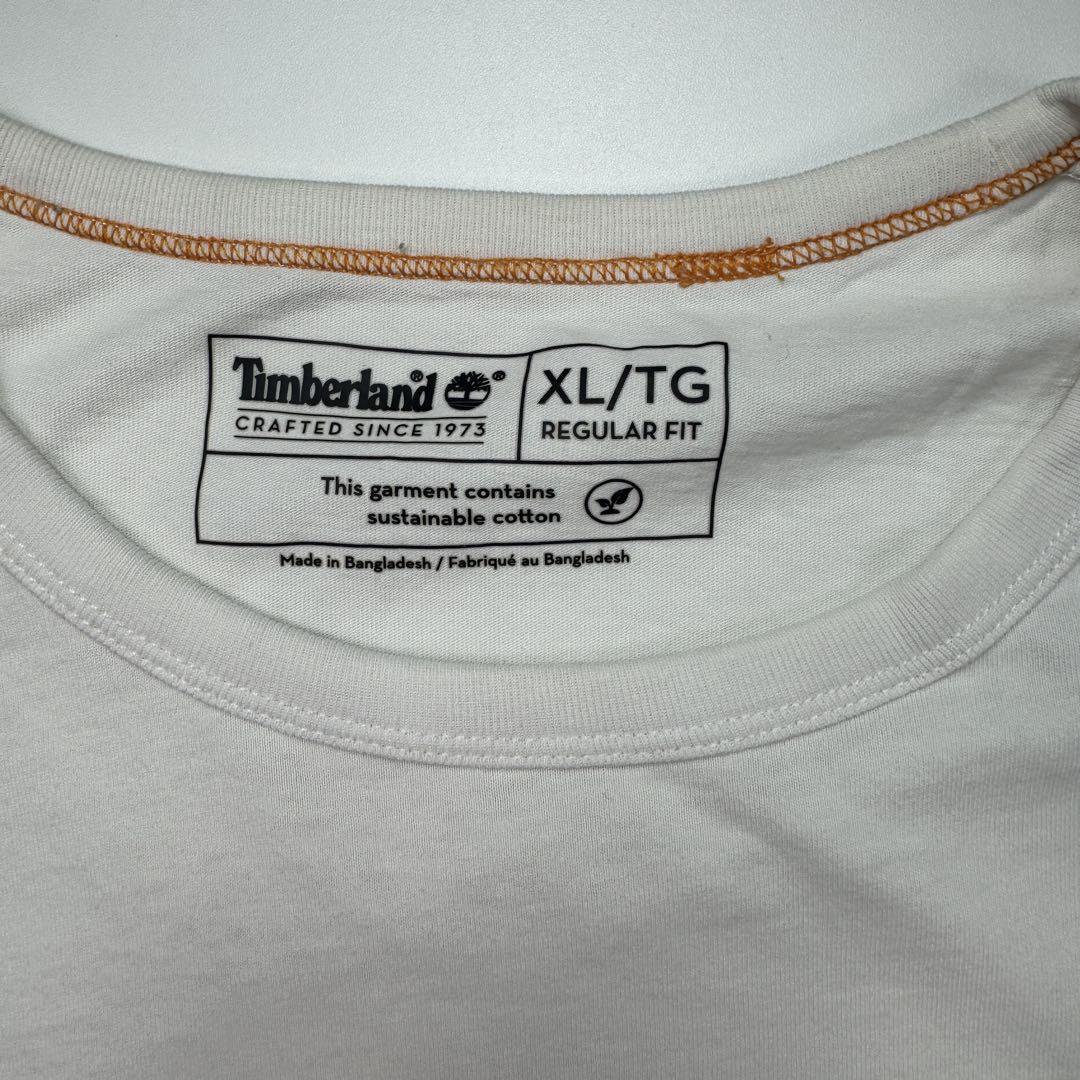 Timberland®®
CRAFTED SINCE 1973
XL/TG
REGULAR FIT
This garment contains
sustainable cotton
Made in Bangladesh / Fabriqué au Bangladesh